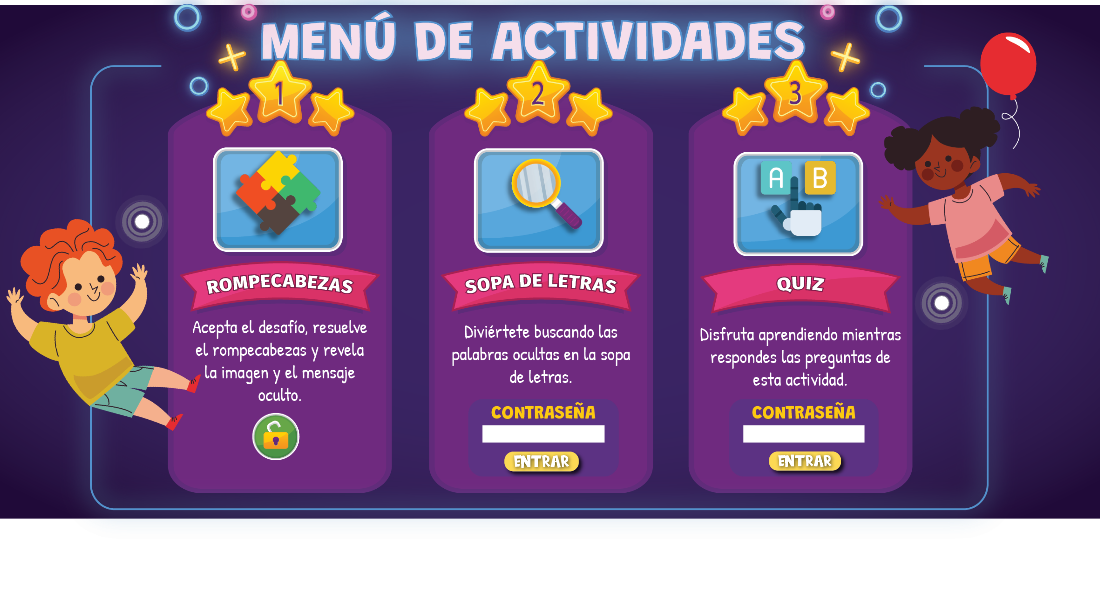 MENÚ DE ACTIVIDADES
1
ROMPECABEZAS
Acepta el desafío, resuelve
el rompecabezas y revela
la imagen y el mensaje
oculto.
2
SOPA DE LETRAS
Diviértete buscando las
palabras ocultas en la sopa
de letras.
CONTRASEÑA
ENTRAR
3
A B
QUIZ
Disfruta aprendiendo mientras
respondes las preguntas de
esta actividad.
CONTRASEÑA
ENTRAR